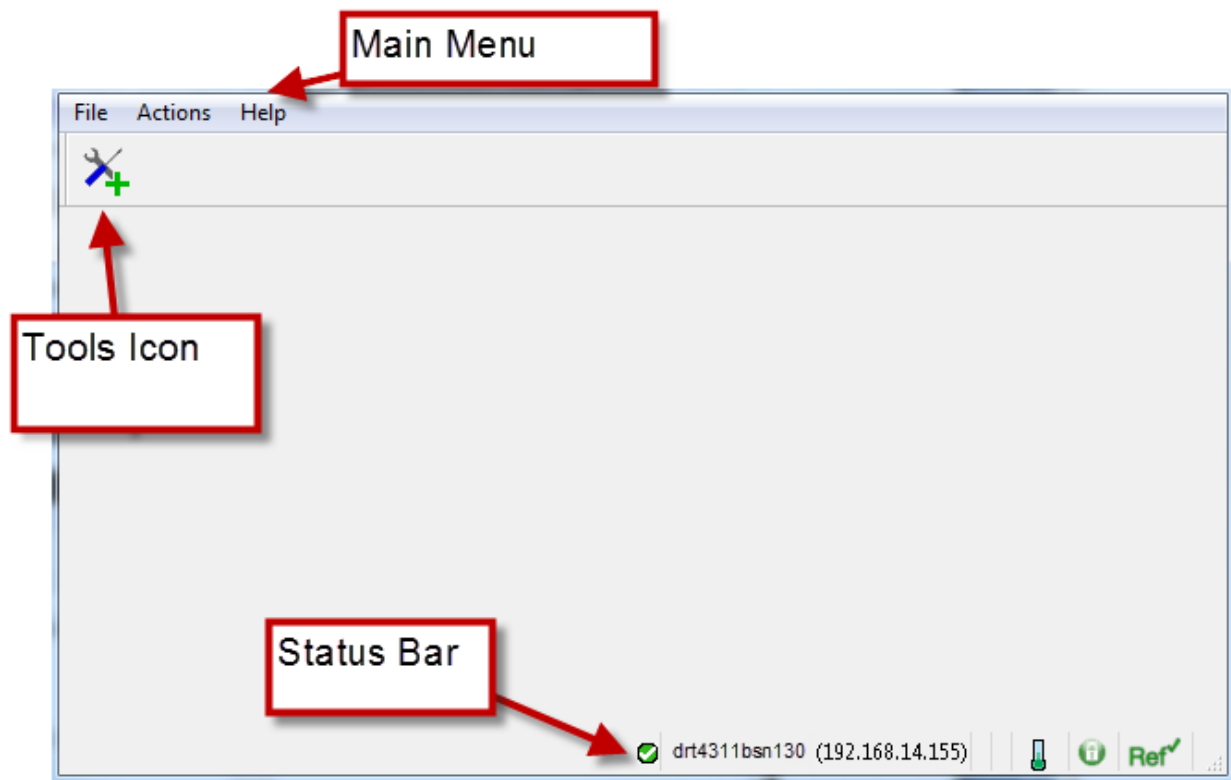 Main Menu
File Actions Help
Tools Icon
Status Bar
drt4311bsn130 (192.168.14.155)
Ref